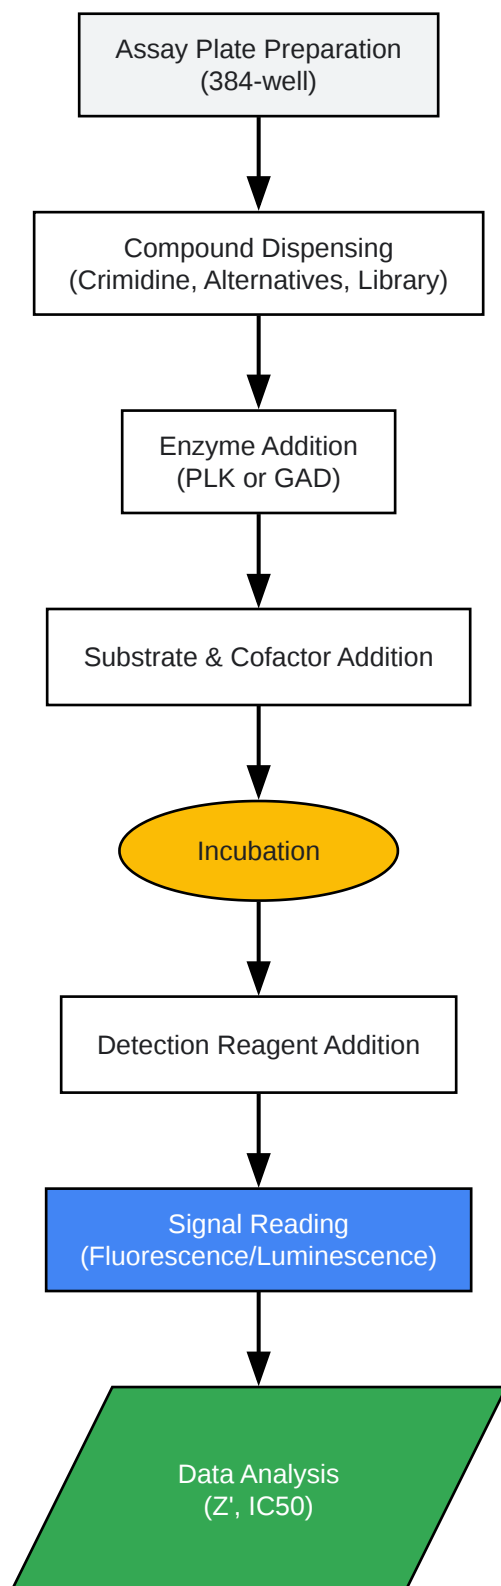 Assay Plate Preparation
(384-well)
Compound Dispensing
(Crimidine, Alternatives, Library)
Enzyme Addition
(PLK or GAD)
Substrate & Cofactor Addition
Incubation
Detection Reagent Addition
Signal Reading
(Fluorescence/Luminescence)
Data Analysis
(Z', IC50)